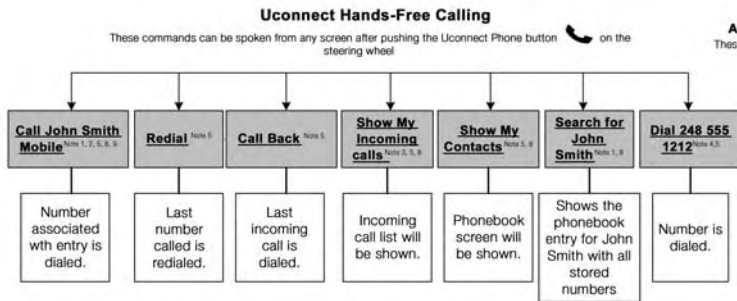 Uconnect Hands-Free Calling
These commands can be spoken from any screen after pushing the Uconnect Phone button on the
steering wheel
A
Thes
Call John Smith
Mobile Note 1, 2, 5, 8, 9
Redial Note 5
Call Back Note 5
Show My
Incoming
calls Note 3, 5, 8
Show My
Contacts Note 5, 8
Search for
John
Smith Note 1, 8
Dial 248 555
1212 Note 4,5
Number
associated
wth entry is
dialed.
Last
number
called is
redialed.
Last
incoming
call is
dialed.
Incoming
call list will
be shown.
Phonebook
screen will
be shown.
Shows the
phonebook
entry for John
Smith with all
stored
numbers
Number is
dialed.